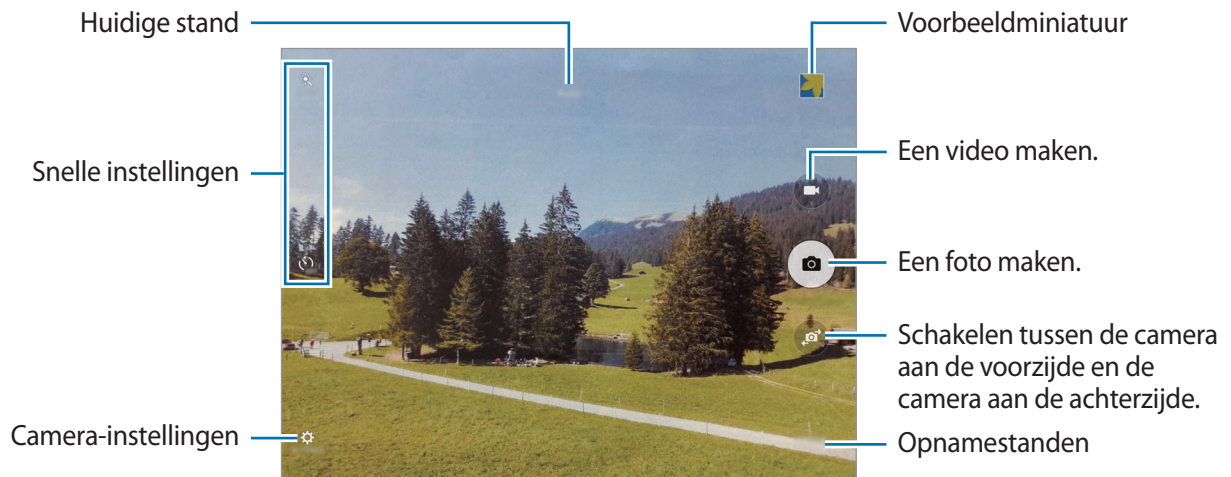 Huidige stand
Voorbeeldminiatuur
Een video maken.
Snelle instellingen
Een foto maken.
Schakelen tussen de camera
aan de voorzijde en de
camera aan de achterzijde.
Camera-instellingen
Opnamestanden